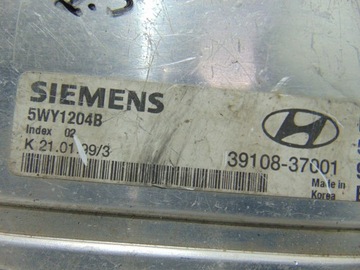 SIEMENS
5WY1204B
Index 02
K 21.01.99/3
39108-37001
Made in
Korea